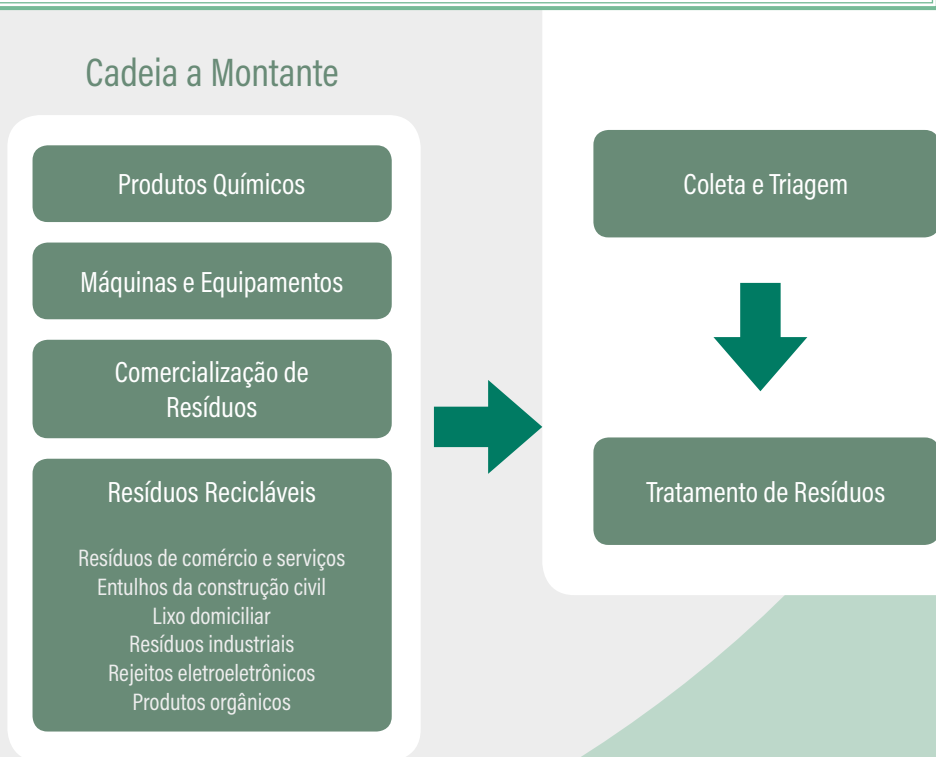 Cadeia a Montante
Produtos Químicos
Máquinas e Equipamentos
Comercialização de
Resíduos
Resíduos Recicláveis
Resíduos de comércio e serviços
Entulhos da construção civil
Lixo domiciliar
Resíduos industriais
Rejeitos eletroeletrônicos
Produtos orgânicos
Coleta e Triagem
Tratamento de Resíduos